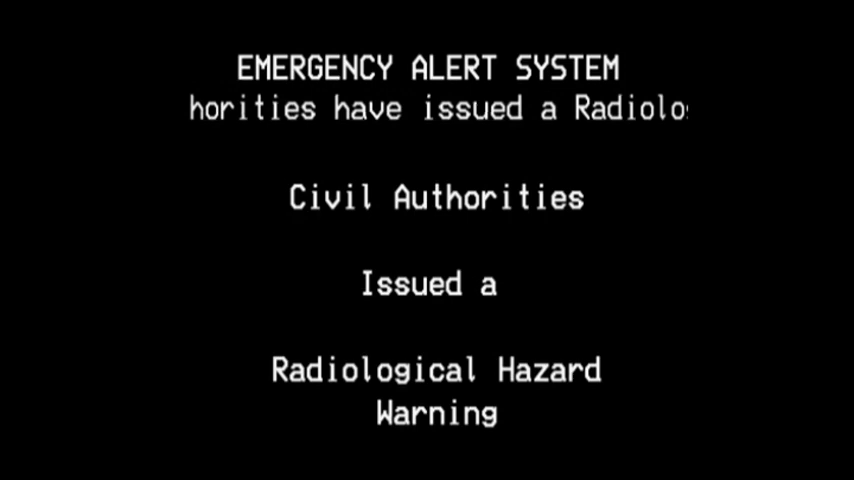 EMERGENCY ALERT SYSTEM
horities have issued a Radiolo
Civil Authorities
Issued a
Radiological Hazard
Warning